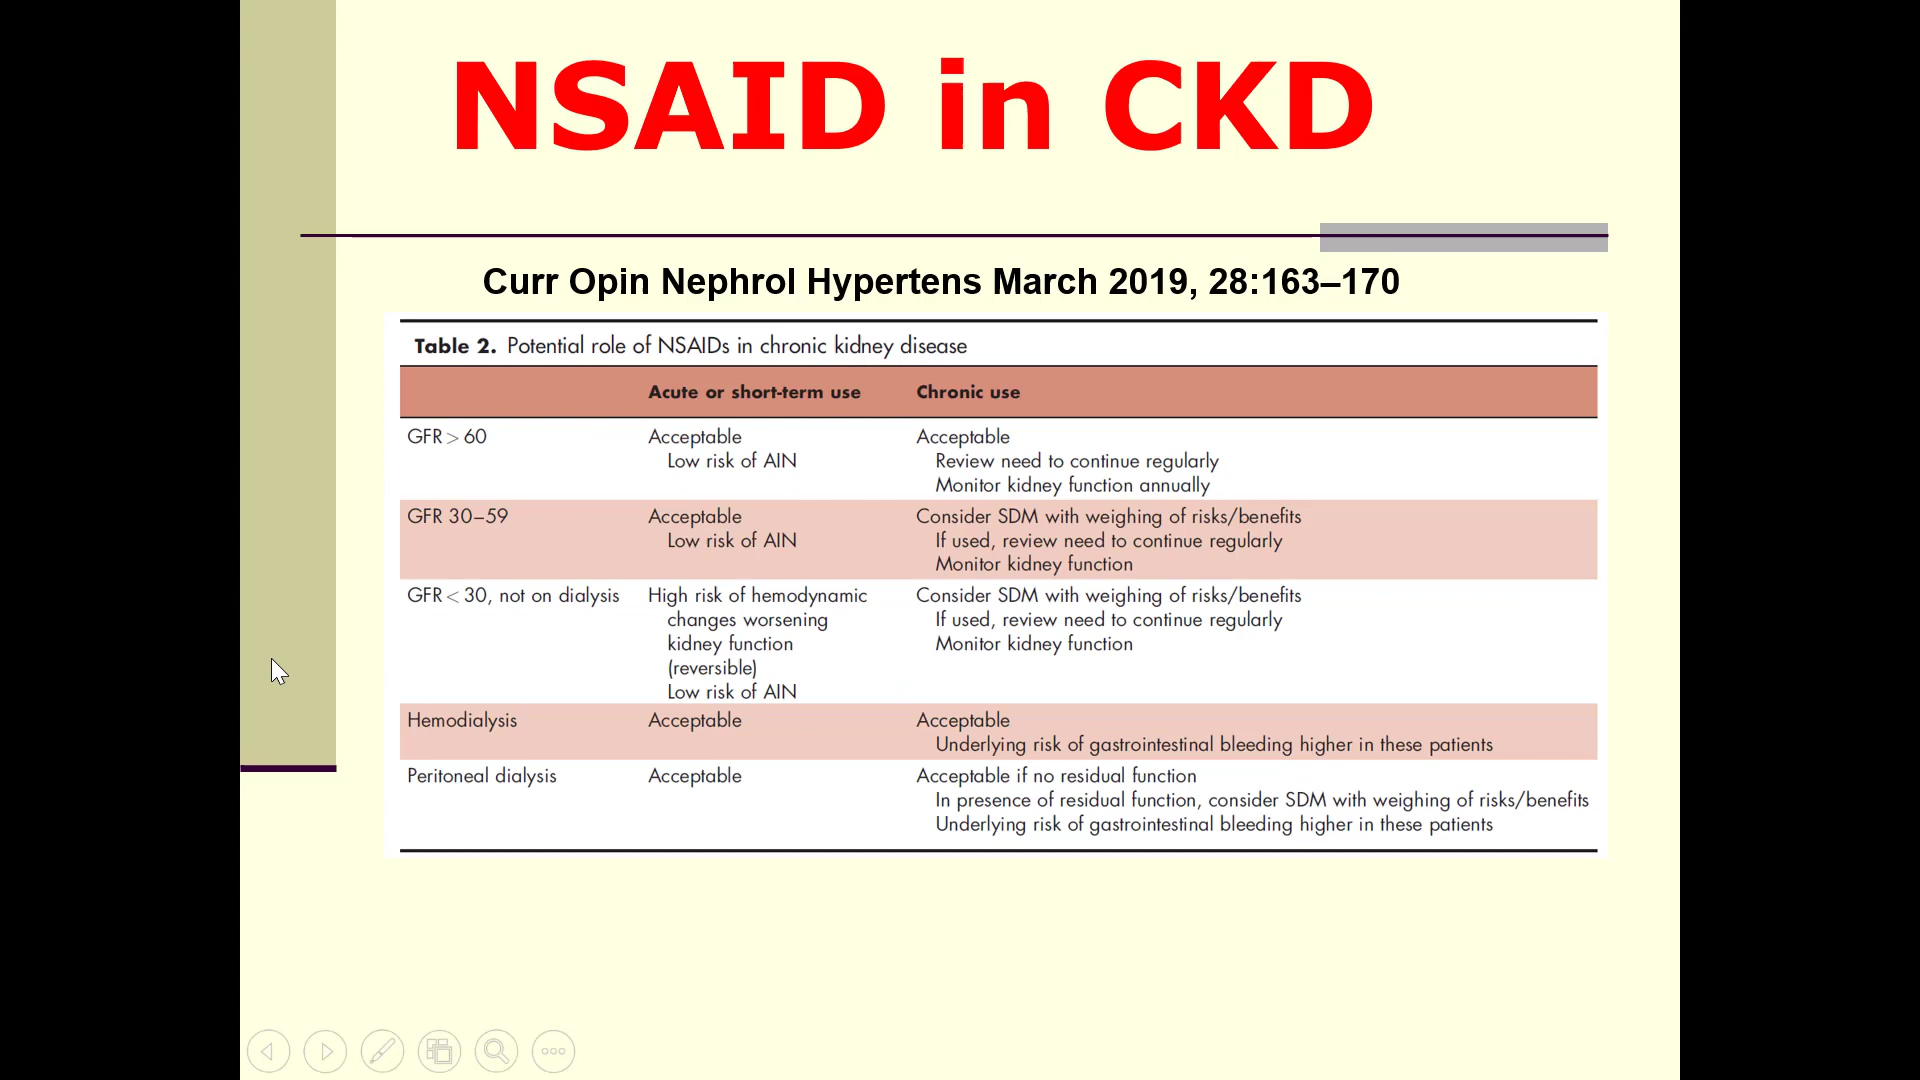 NSAID in CKD
Curr Opin Nephrol Hypertens March 2019, 28:163–170
Table 2. Potential role of NSAIDs in chronic kidney disease
Acute or short-term use Chronic use
GFR > 60 Acceptable Acceptable
Low risk of AIN Review need to continue regularly
Monitor kidney function annually
GFR 30–59 Acceptable Consider SDM with weighing of risks/benefits
Low risk of AIN If used, review need to continue regularly
Monitor kidney function
GFR < 30, not on dialysis High risk of hemodynamic Consider SDM with weighing of risks/benefits
changes worsening If used, review need to continue regularly
kidney function Monitor kidney function
(reversible)
Low risk of AIN
Hemodialysis Acceptable Acceptable
Underlying risk of gastrointestinal bleeding higher in these patients
Peritoneal dialysis Acceptable Acceptable if no residual function
In presence of residual function, consider SDM with weighing of risks/benefits
Underlying risk of gastrointestinal bleeding higher in these patients